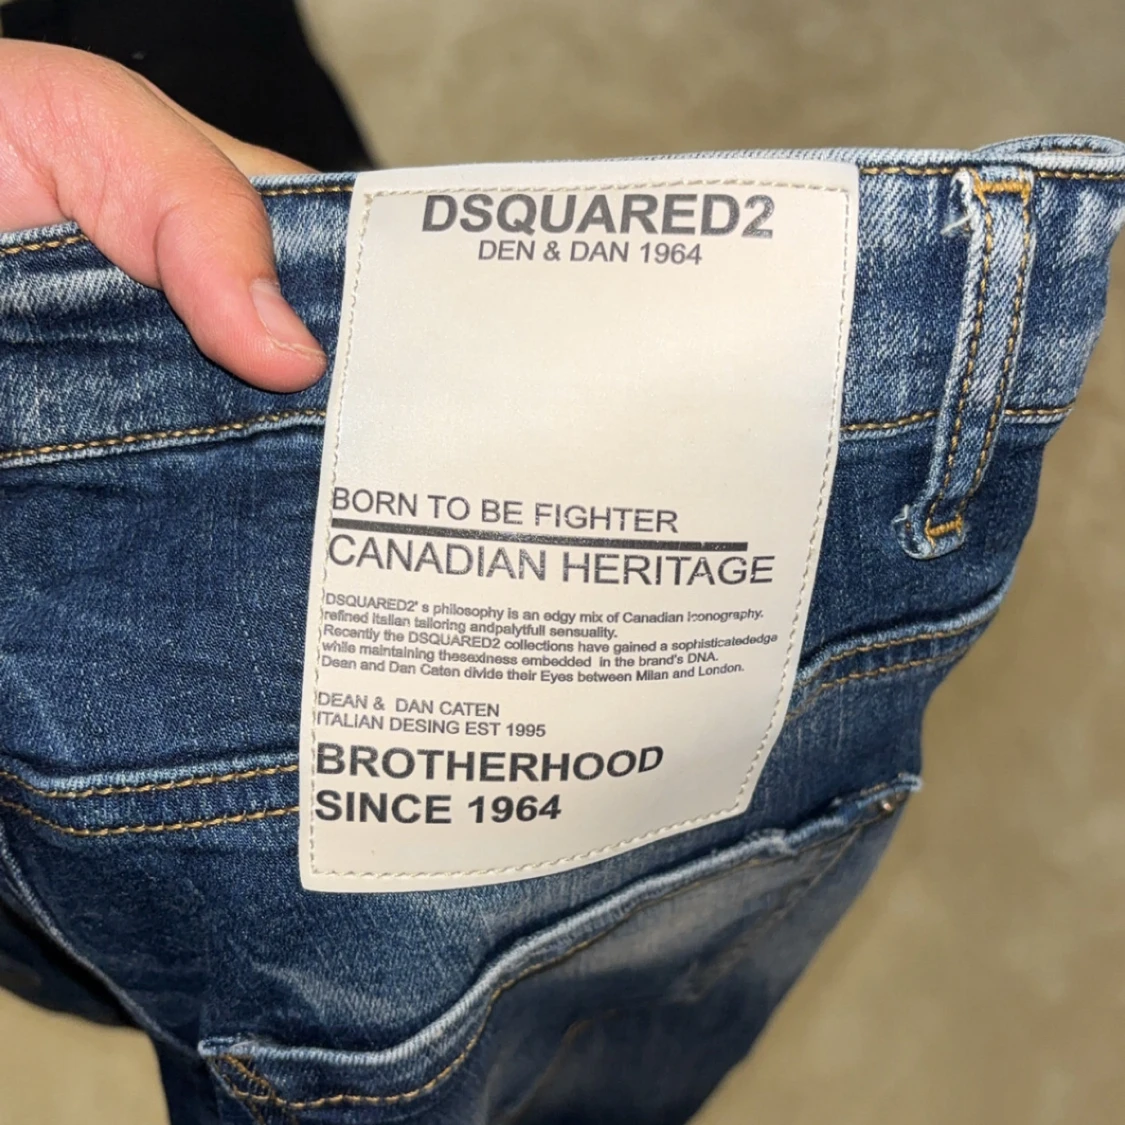 DSQUARED2
DEN & DAN 1964
BORN TO BE FIGHTER
CANADIAN HERITAGE
DSQUARED2' s philosophy is an edgy mix of Canadian Iconography.
refined Italian tailoring andpalytfull sensuality.
Recently the DSQUARED2 collections have gained a sophisticatededge
while maintaining thesexiness embedded in the brand's DNA.
Dean and Dan Caten divide their Eyes between Milan and London.
DEAN & DAN CATEN
ITALIAN DESING EST 1995
BROTHERHOOD
SINCE 1964